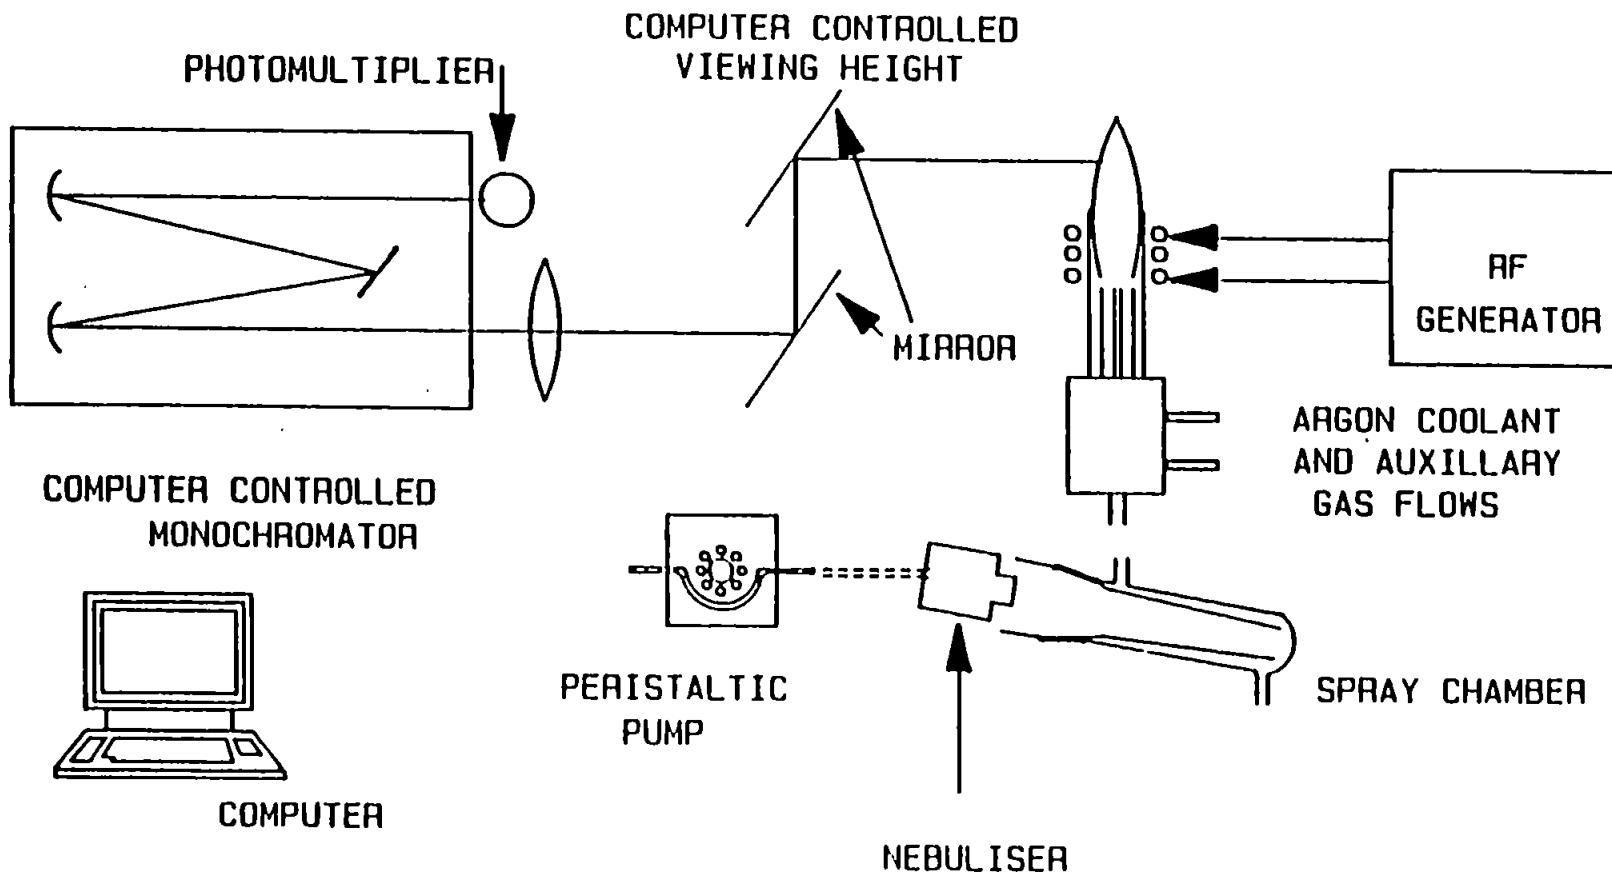 COMPUTER CONTROLLED
VIEWING HEIGHT
PHOTOMULTIPLIER
MIRROR
RF
GENERATOR
ARGON COOLANT
AND AUXILLARY
GAS FLOWS
COMPUTER CONTROLLED
MONOCHROMATOR
PERISTALTIC
PUMP
SPRAY CHAMBER
COMPUTER
NEBULISER